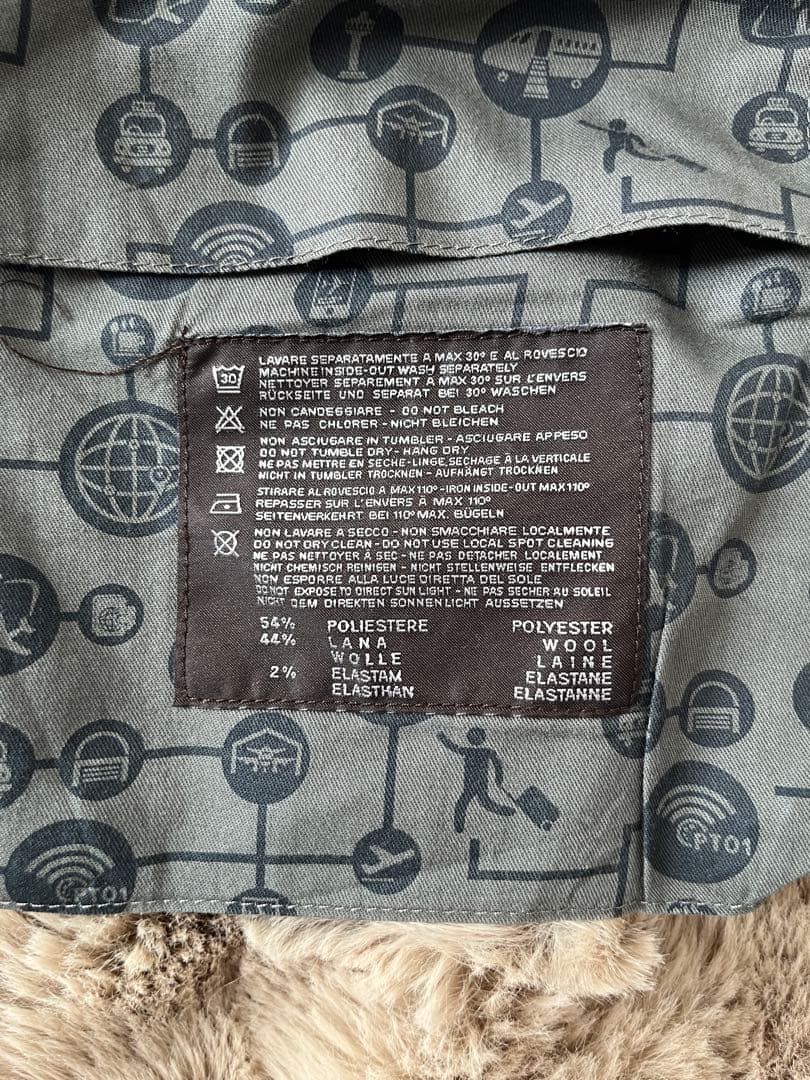 30
LAVARE SEPARATAMENTE A MAX 30° E AL ROVESCIO
MACHINE INSIDE-OUT WASH SEPARATELY
NETTOYER SEPAREMENT A MAX 30° SUR L'ENVERS
RÜCKSEITE UND SEPARAT BEI 30° WASCHEN
NON CANDEGGIARE - DO NOT BLEACH
NE PAS CHLORER - NICHT BLEICHEN
NON ASCIUGARE IN TUMBLER - ASCIUGARE APPESO
DO NOT TUMBLE DRY - HANG DRY
NE PAS METTRE EN SECHE-LINGE, SECHAGE À LA VERTICALE
NICHT IN TUMBLER TROCKNEN - AUFHÄNGT TROCKNEN
STIRARE AL ROVESCIO A MAX 110° - IRON INSIDE-OUT MAX 110°
REPASSER SUR L'ENVERS À MAX 110°
SEITENVERKEHRT BEI 110° MAX. BÜGELN
NON LAVARE A SECCO - NON SMACCHIARE LOCALMENTE
DO NOT DRY CLEAN - DO NOT USE LOCAL SPOT CLEANING
NE PAS NETTOYER À SEC - NE PAS DETACHER LOCALEMENT
NICHT CHEMISCH REINIGEN - NICHT STELLENWEISE ENTFLECKEN
NON ESPORRE ALLA LUCE DIRETTA DEL SOLE
DO NOT EXPOSE TO DIRECT SUN LIGHT - NE PAS SECHER AU SOLEIL
NICHT DEM DIREKTEN SONNENLICHT AUSSETZEN
54% POLIESTERE POLYESTER
44% LANA WOOL
WOLLE LAINE
2% ELASTAM ELASTANE
ELASTHAN ELASTANNE
PT01
PT01